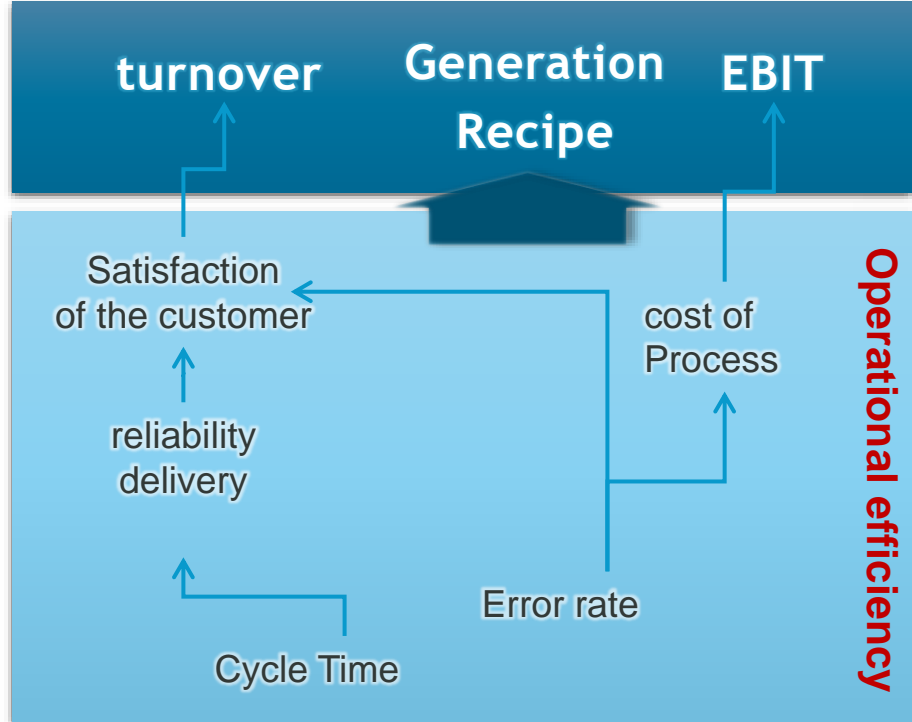 turnover
Generation
Recipe
EBIT
Satisfaction
of the customer
cost of
Process
reliability
delivery
Error rate
Cycle Time
Operational efficiency